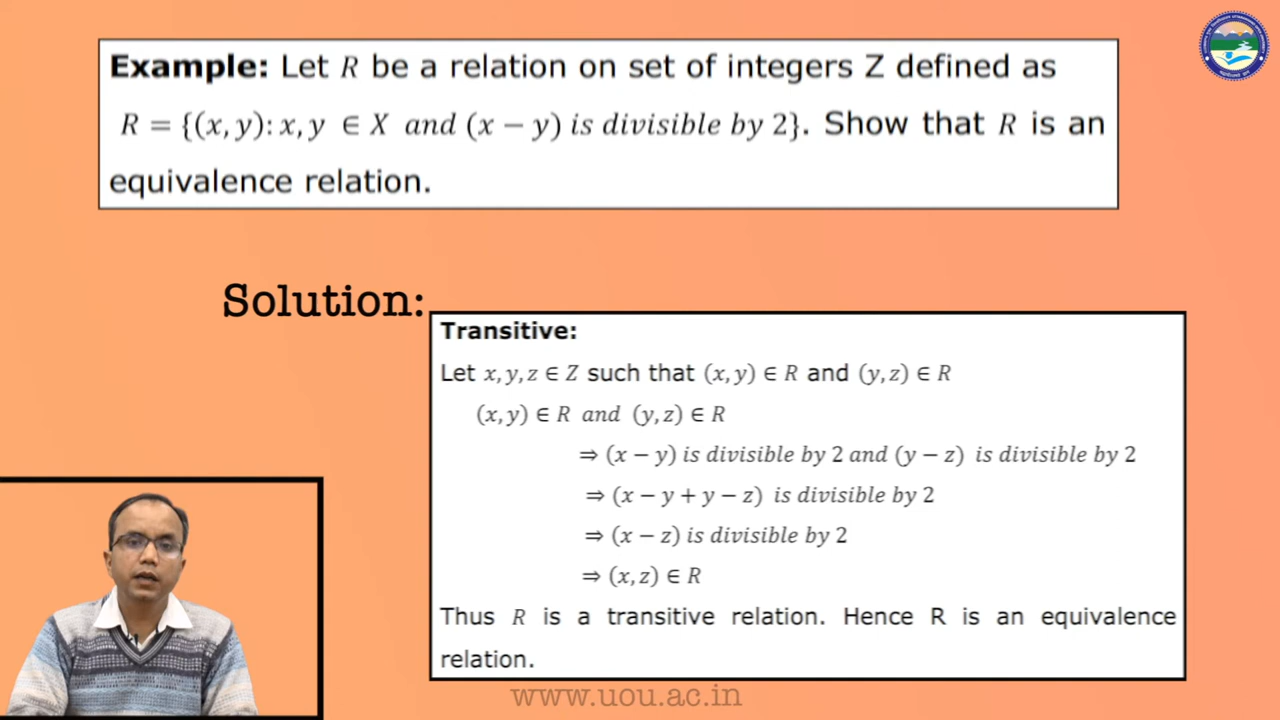 Example: Let R be a relation on set of integers Z defined as
R = {(x, y): x, y ∈ X and (x − y) is divisible by 2}. Show that R is an
equivalence relation.
Solution:
Transitive:
Let x, y, z ∈ Z such that (x, y) ∈ R and (y, z) ∈ R
(x, y) ∈ R and (y, z) ∈ R
⇒ (x − y) is divisible by 2 and (y − z) is divisible by 2
⇒ (x − y + y − z) is divisible by 2
⇒ (x − z) is divisible by 2
⇒ (x, z) ∈ R
Thus R is a transitive relation. Hence R is an equivalence
relation.
www.uou.ac.in